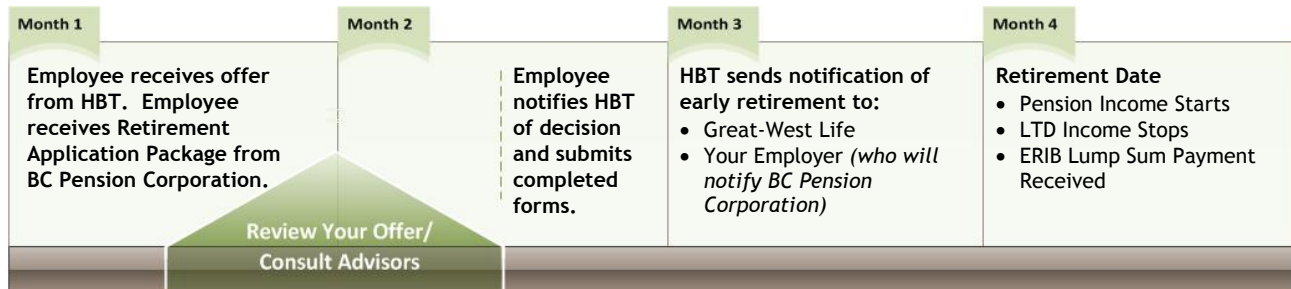 Month 1
Employee receives offer
from HBT. Employee
receives Retirement
Application Package from
BC Pension Corporation.
Review Your Offer/
Consult Advisors
Month 2
Employee
notifies HBT
of decision
and submits
completed
forms.
Month 3
HBT sends notification of
early retirement to:
• Great-West Life
• Your Employer (who will
notify BC Pension
Corporation)
Month 4
Retirement Date
• Pension Income Starts
• LTD Income Stops
• ERIB Lump Sum Payment
Received